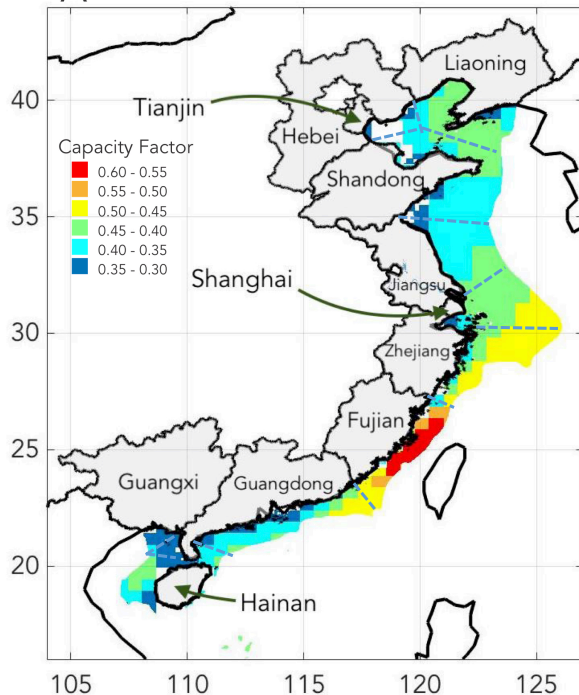 Liaoning
40
Tianjin
Hebei
Capacity Factor
0.60 - 0.55
0.55 - 0.50
0.50 - 0.45
0.45 - 0.40
0.40 - 0.35
0.35 - 0.30
Shandong
35
Shanghai
Jiangsu
30
Zhejiang
Fujian
25
Guangxi
Guangdong
20
Hainan
105
110
115
120
125